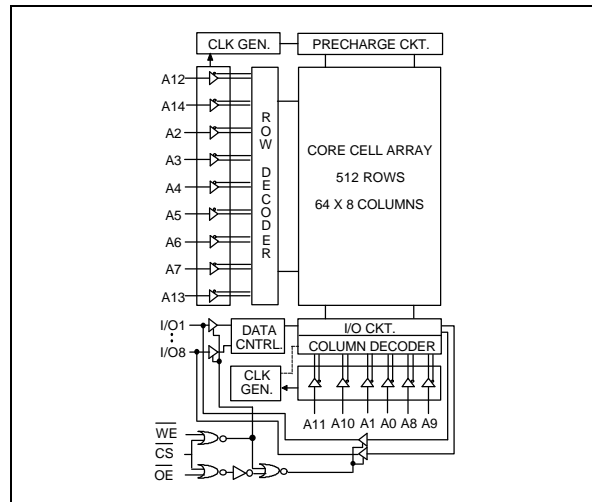 CLK GEN.
PRECHARGE CKT.
A12
A14
A2
A3
A4
A5
A6
A7
A13
ROW DECODER
CORE CELL ARRAY
512 ROWS
64 X 8 COLUMNS
I/O1
I/O8
DATA
CNTRL.
I/O CKT.
COLUMN DECODER
CLK
GEN.
A11 A10 A1 A0 A8 A9
WE
CS
OE